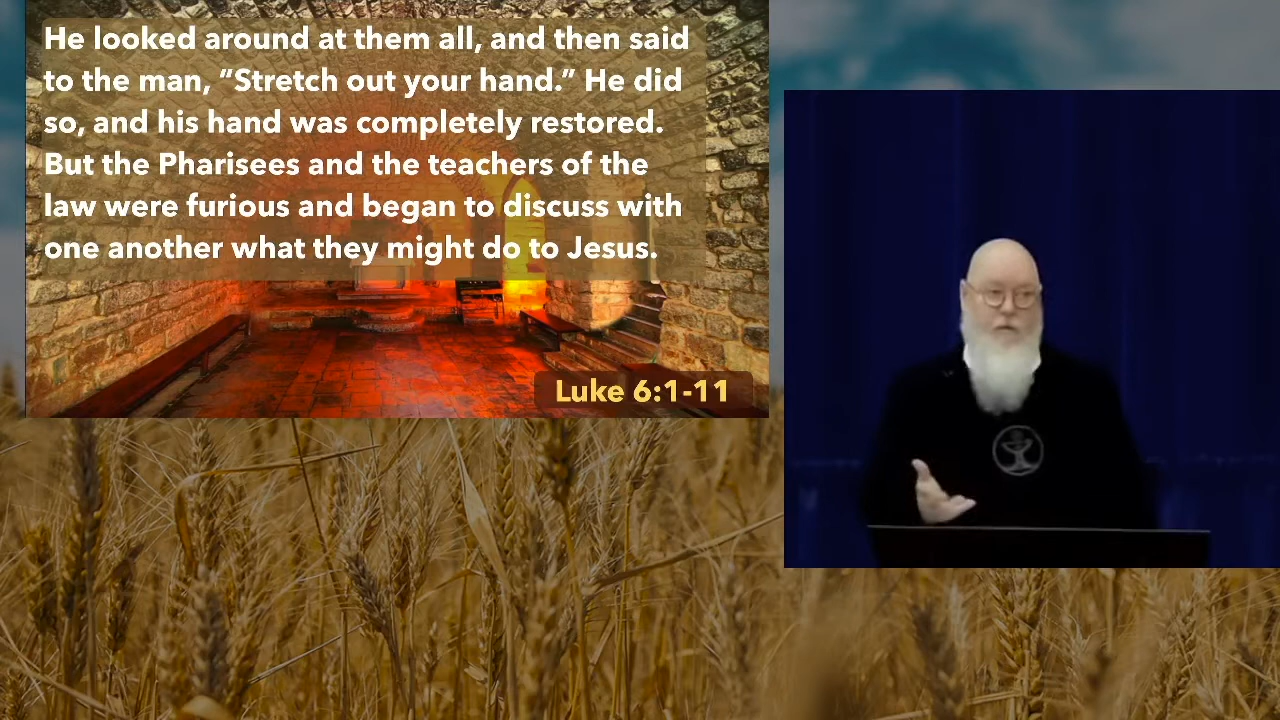 He looked around at them all, and then said
to the man, “Stretch out your hand.” He did
so, and his hand was completely restored.
But the Pharisees and the teachers of the
law were furious and began to discuss with
one another what they might do to Jesus.
Luke 6:1-11